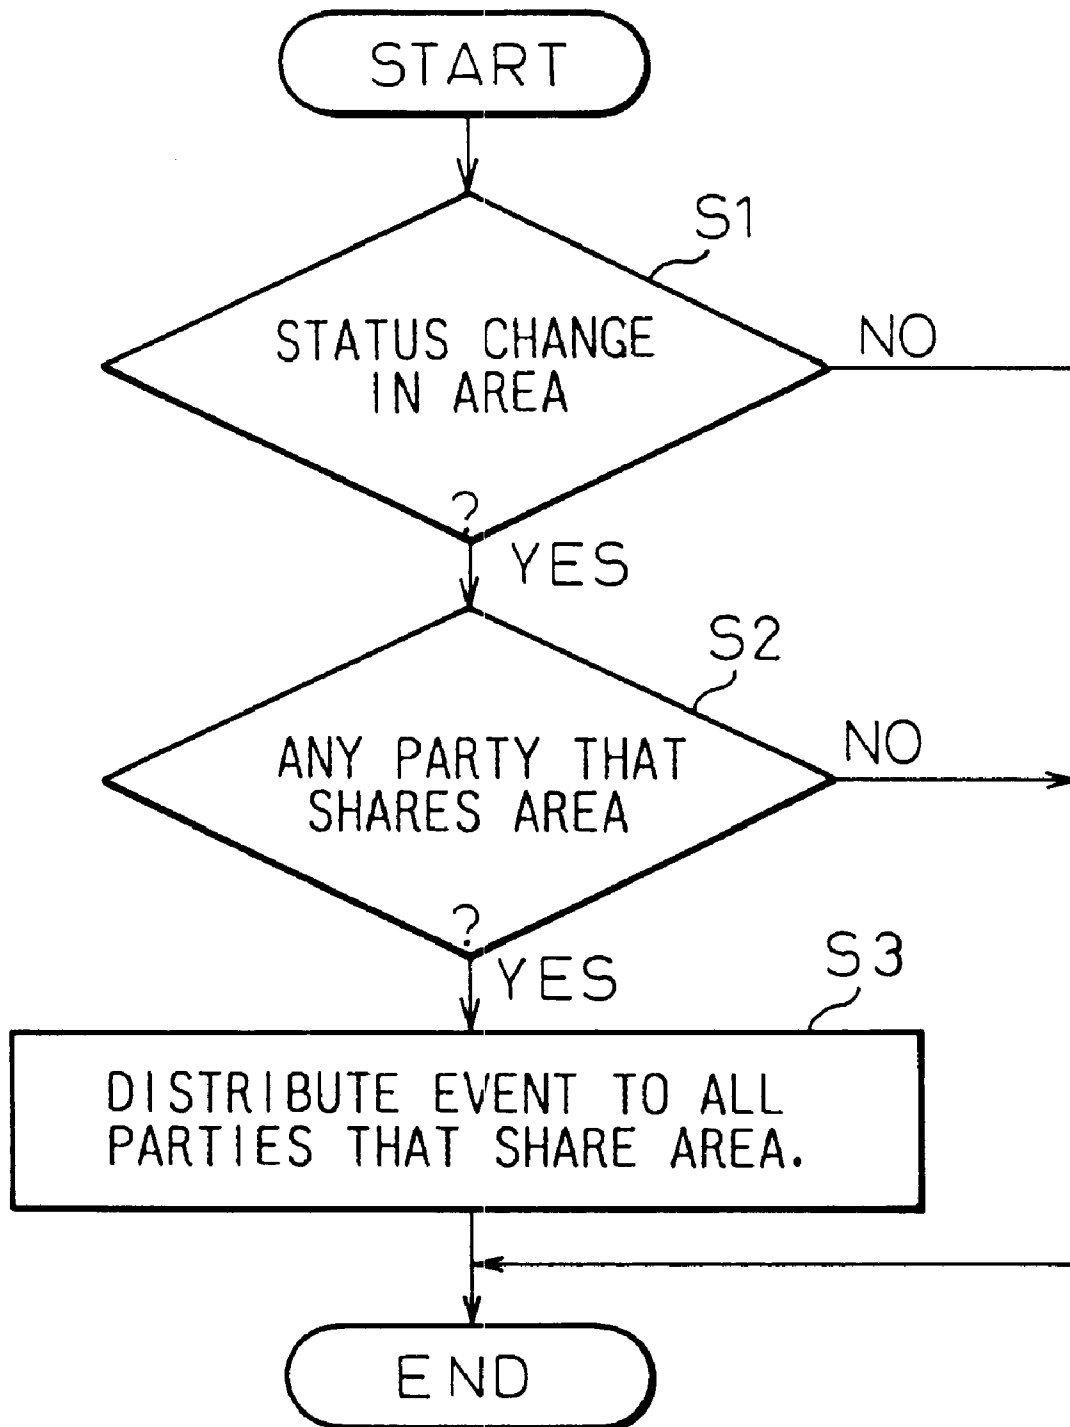 START
S1
STATUS CHANGE
IN AREA
?
NO
YES
S2
ANY PARTY THAT
SHARES AREA
?
NO
YES
S3
DISTRIBUTE EVENT TO ALL
PARTIES THAT SHARE AREA.
END